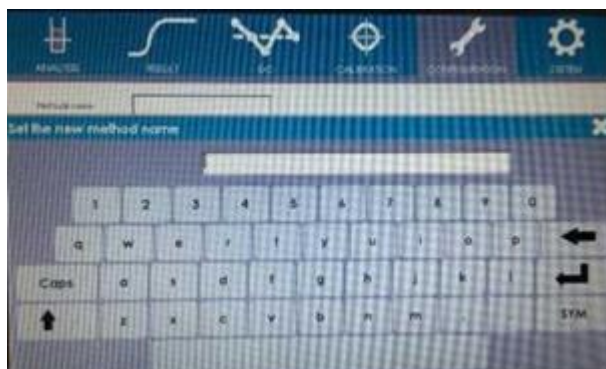 ANALYSIS RESULT QC CALIBRATION CONFIGURATION SYSTEM
Method name
Set the new method name
1 2 3 4 5 6 7 8 9 0
q w e r t y u i o p
Caps a s d f g h j k l
z x c v b n m . SYM